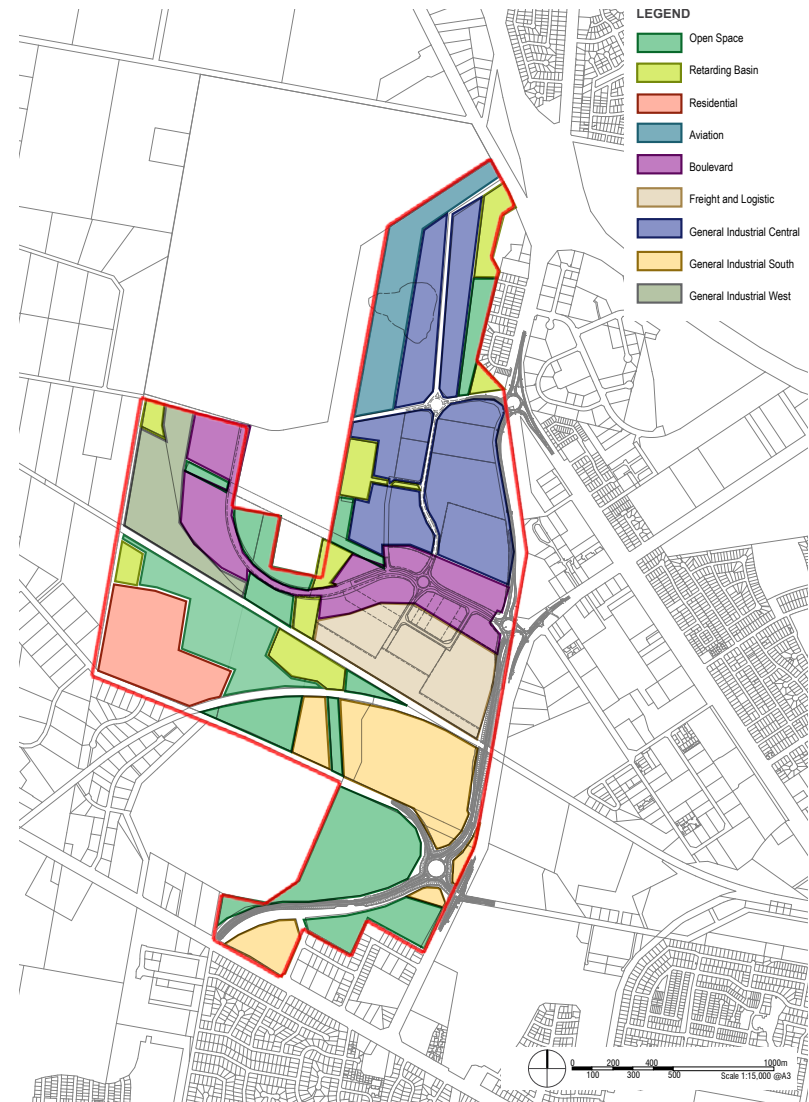 LEGEND
Open Space
Retarding Basin
Residential
Aviation
Boulevard
Freight and Logistic
General Industrial Central
General Industrial South
General Industrial West
0 200 400 1000m
100 300 500 Scale 1:15,000 @A3